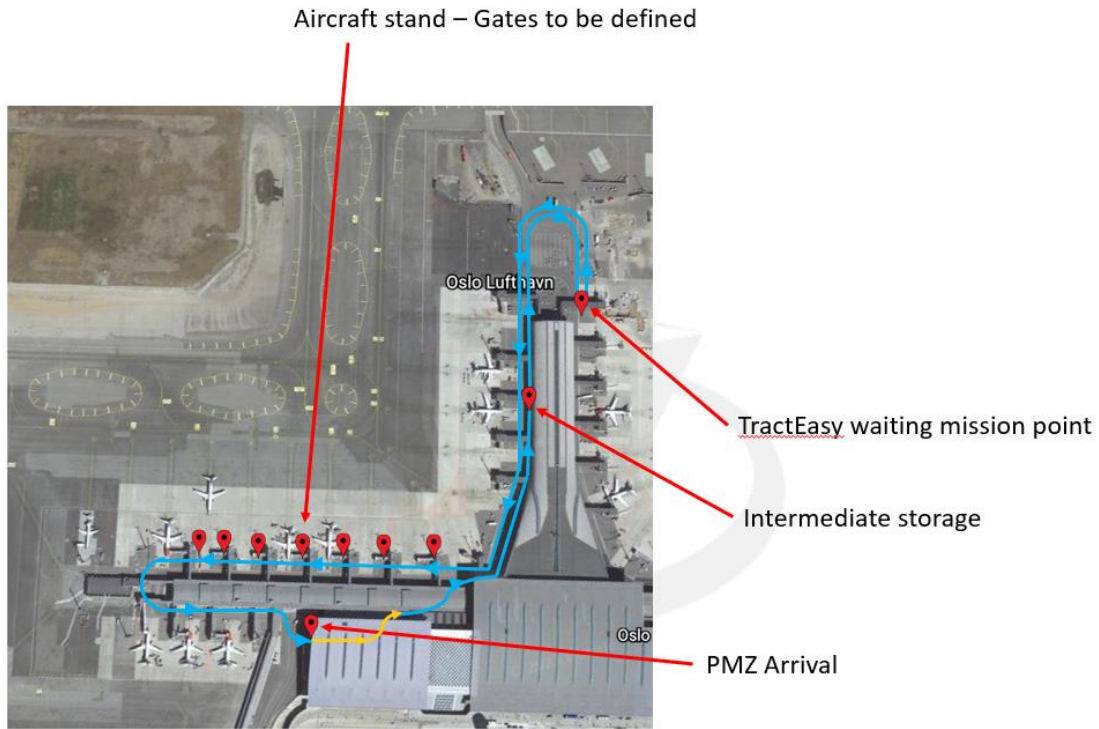 Aircraft stand – Gates to be defined
Oslo Lufthavn
TractEasy waiting mission point
Intermediate storage
Oslo
PMZ Arrival